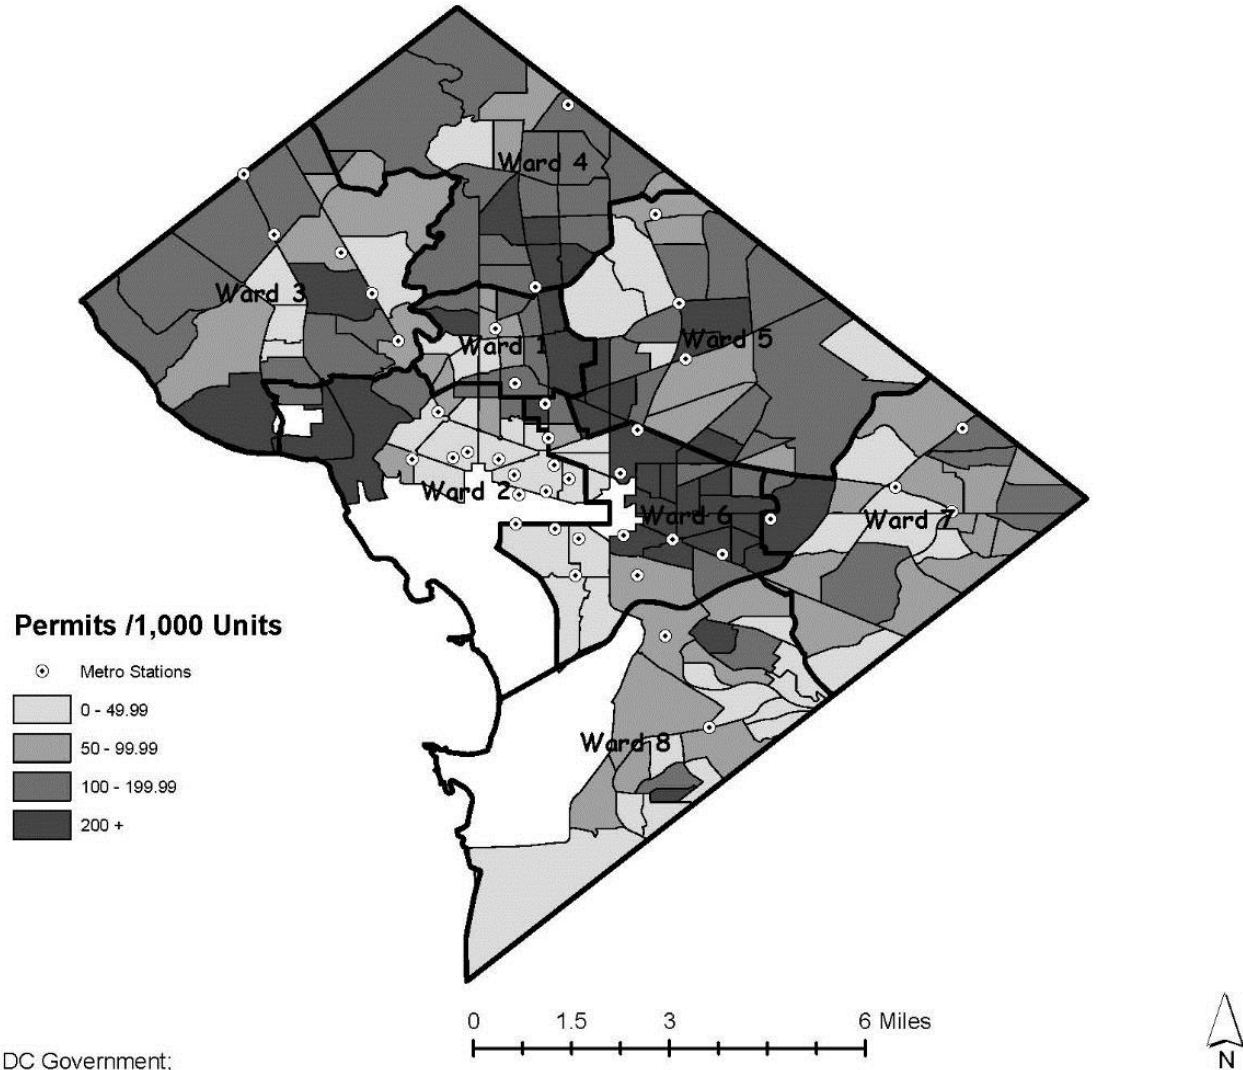 Ward 4
Ward 3
Ward 1
Ward 5
Ward 2
Ward 6
Ward 7
Permits /1,000 Units
Metro Stations
0 - 49.99
50 - 99.99
100 - 199.99
200 +
Ward 8
0 1.5 3 6 Miles
DC Government:
N